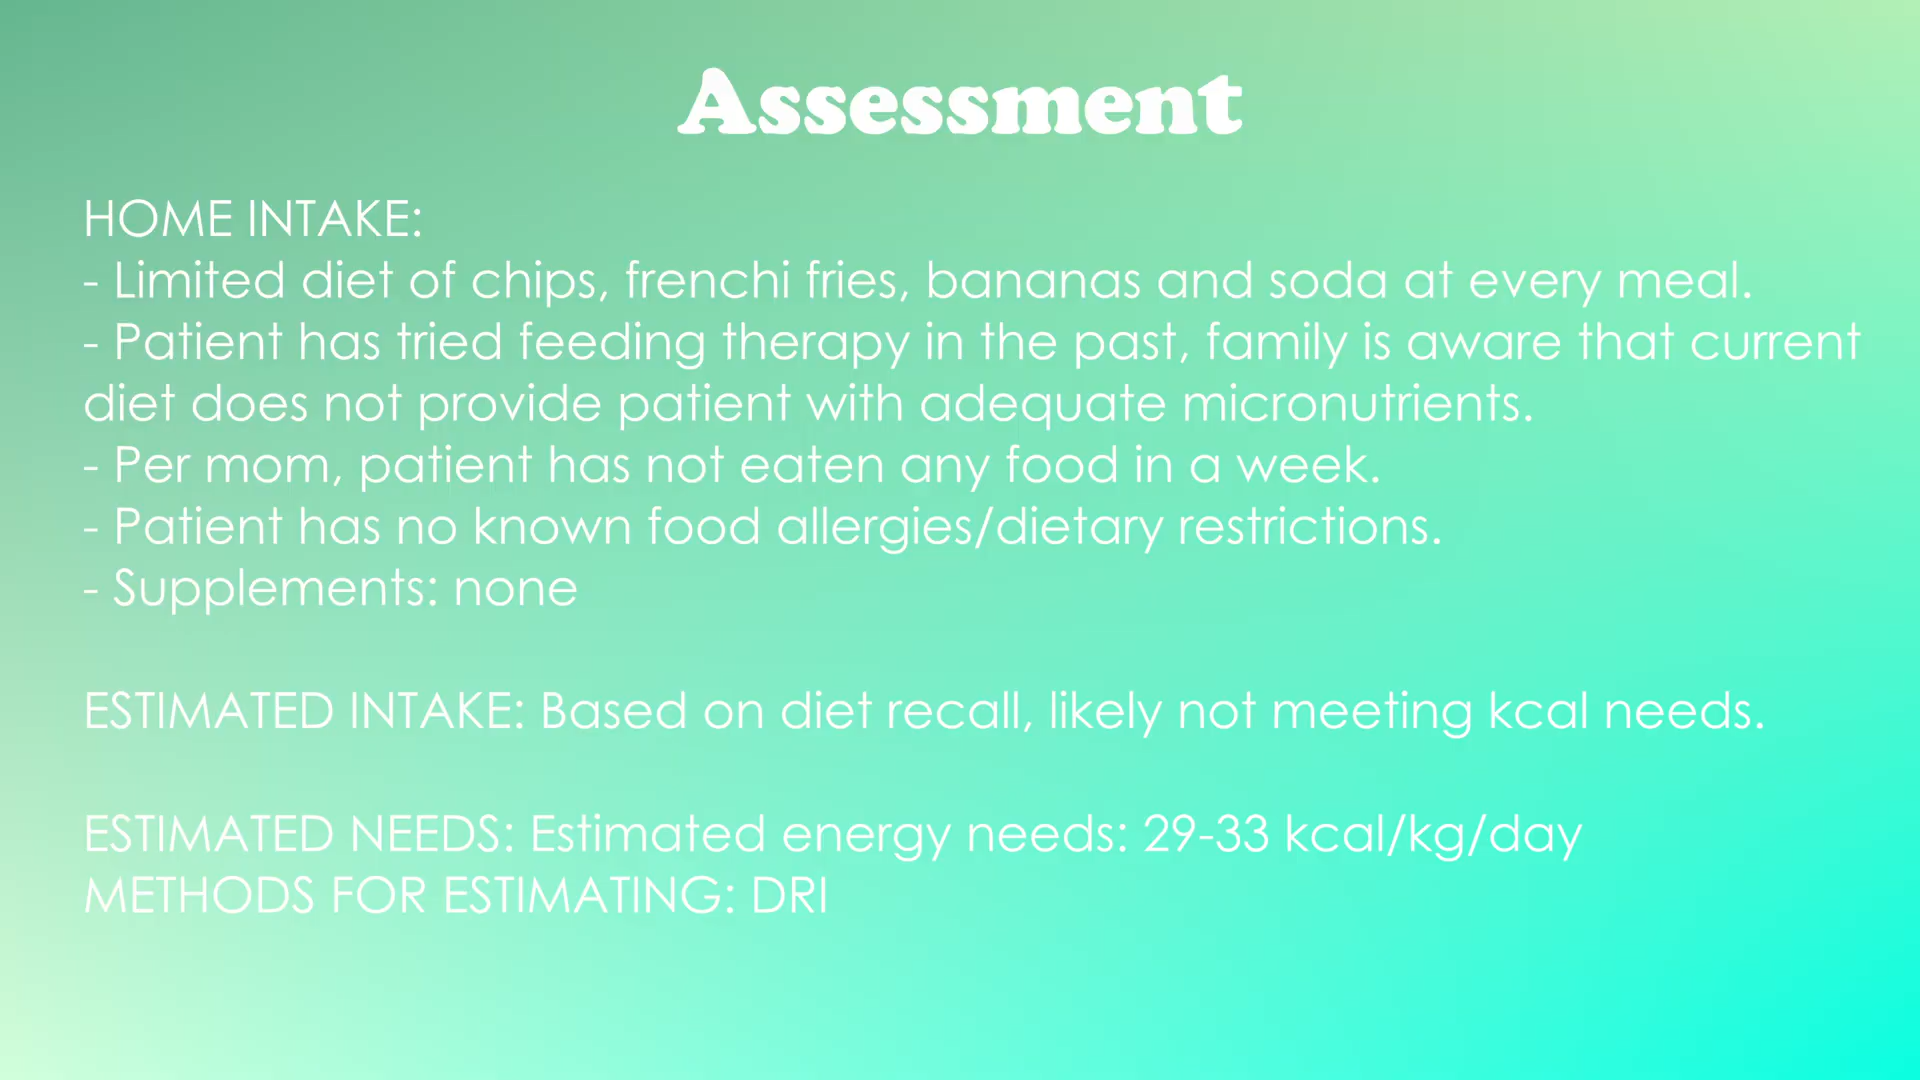 Assessment
HOME INTAKE:
- Limited diet of chips, frenchi fries, bananas and soda at every meal.
- Patient has tried feeding therapy in the past, family is aware that current
diet does not provide patient with adequate micronutrients.
- Per mom, patient has not eaten any food in a week.
- Patient has no known food allergies/dietary restrictions.
- Supplements: none
ESTIMATED INTAKE: Based on diet recall, likely not meeting kcal needs.
ESTIMATED NEEDS: Estimated energy needs: 29-33 kcal/kg/day
METHODS FOR ESTIMATING: DRI